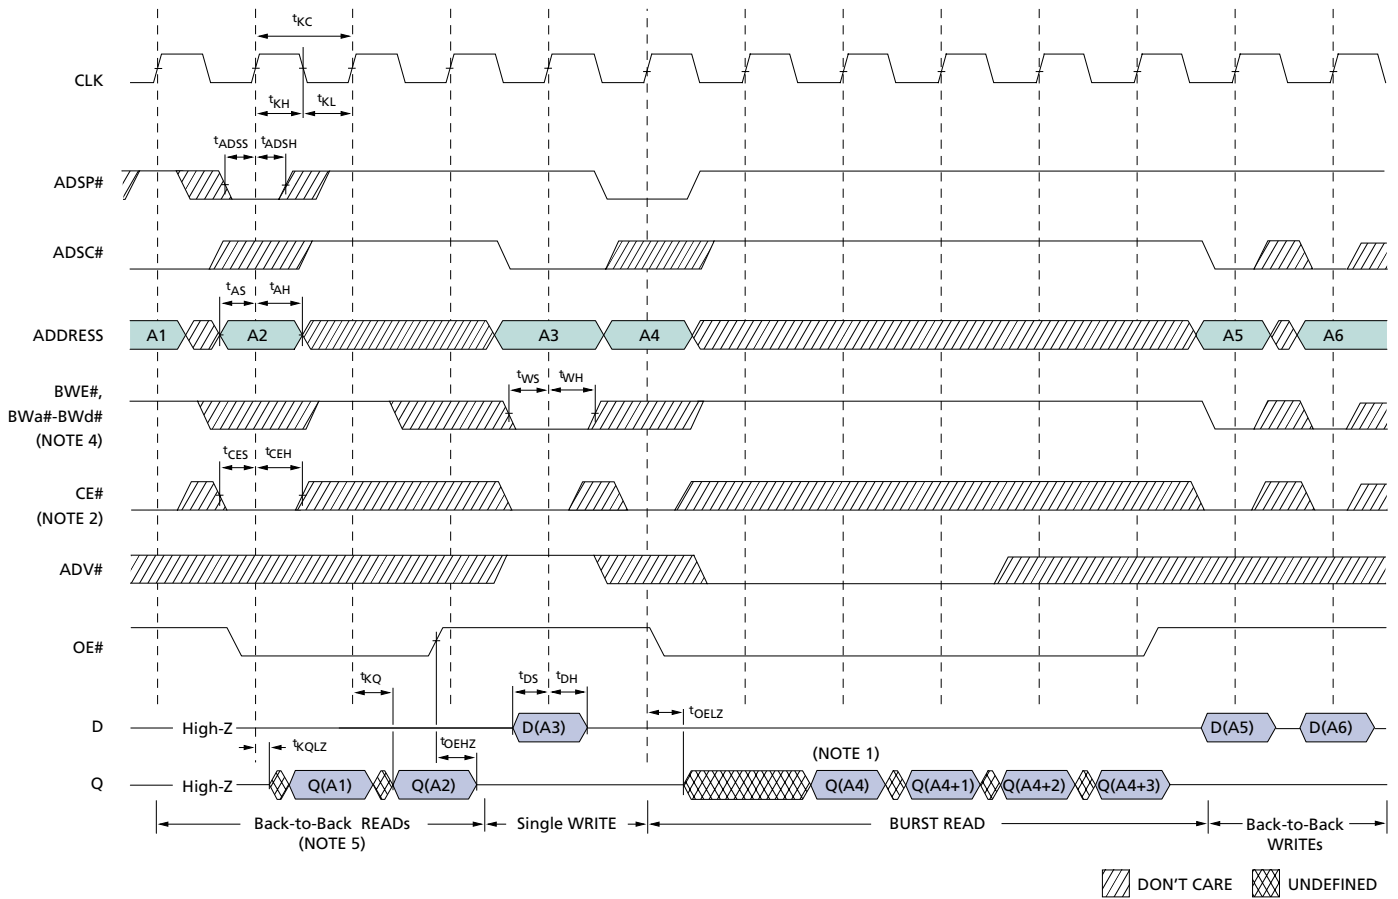 tKC
CLK
tKH
tKL
tADSS
tADSH
ADSP#
ADSC#
tAS
tAH
ADDRESS
A1
A2
A3
A4
A5
A6
tWS
tWH
BWE#,
BWa#-BWd#
(NOTE 4)
tCES
tCEH
CE#
(NOTE 2)
ADV#
OE#
tKQ
tDS
tDH
tOELZ
D
High-Z
D(A3)
D(A5)
D(A6)
tKQLZ
tOEHZ
(NOTE 1)
Q
High-Z
Q(A1)
Q(A2)
Q(A4)
Q(A4+1)
Q(A4+2)
Q(A4+3)
Back-to-Back READs
(NOTE 5)
Single WRITE
BURST READ
Back-to-Back
WRITEs
DON'T CARE
UNDEFINED